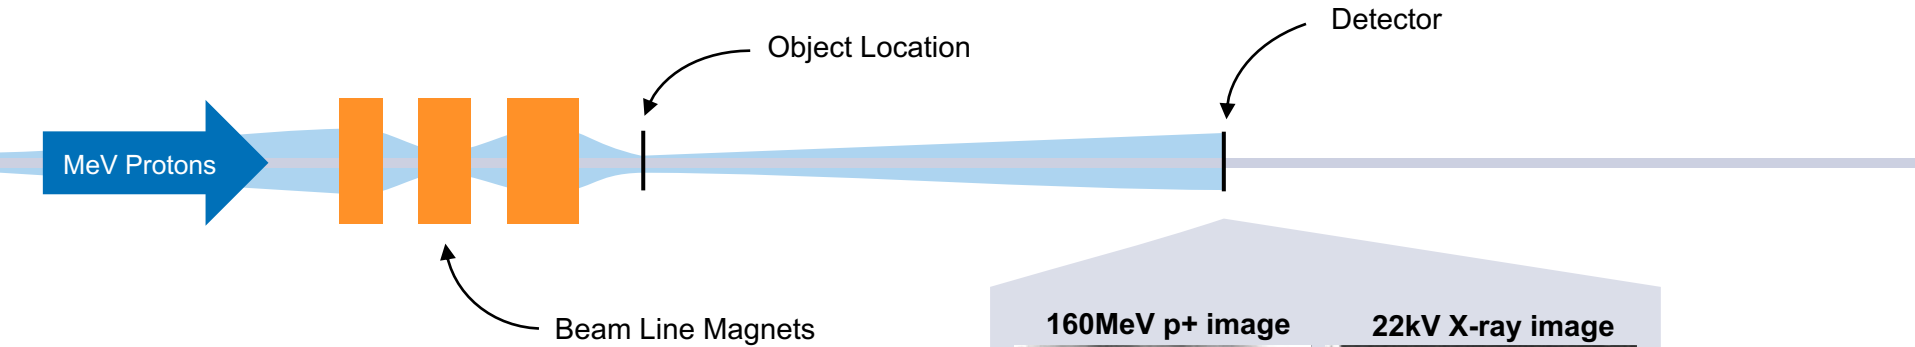 Detector
Object Location
MeV Protons
Beam Line Magnets
160MeV p+ image
22kV X-ray image